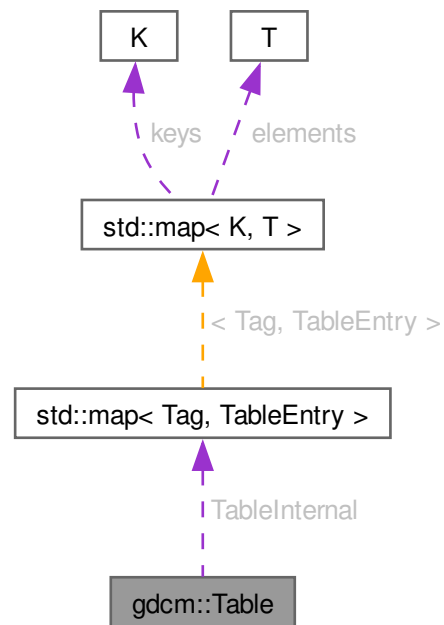 K
T
keys
elements
std::map< K, T >
< Tag, TableEntry >
std::map< Tag, TableEntry >
TableInternal
gdcm::Table